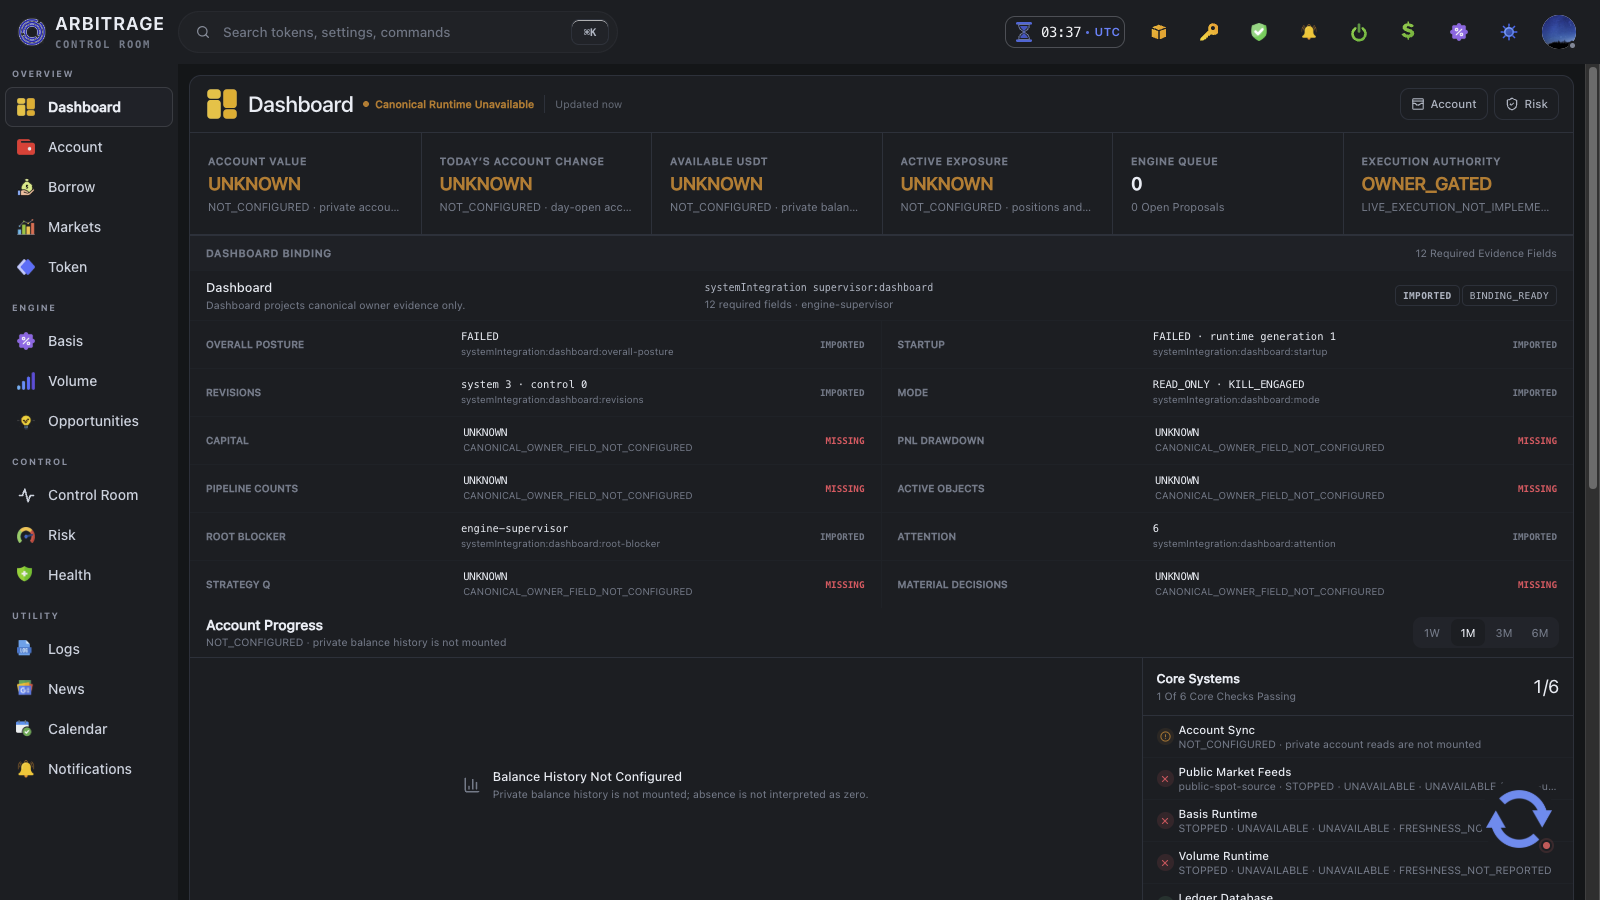 ARBITRAGE
CONTROL ROOM
Search tokens, settings, commands
⌘K
03:37 • UTC
OVERVIEW
Dashboard
Account
Borrow
Markets
Token
ENGINE
Basis
Volume
Opportunities
CONTROL
Control Room
Risk
Health
UTILITY
Logs
News
Calendar
Notifications
Dashboard
Canonical Runtime Unavailable
Updated now
Account
Risk
ACCOUNT VALUE
UNKNOWN
NOT_CONFIGURED · private accou...
TODAY'S ACCOUNT CHANGE
UNKNOWN
NOT_CONFIGURED · day-open acc...
AVAILABLE USDT
UNKNOWN
NOT_CONFIGURED · private balan...
ACTIVE EXPOSURE
UNKNOWN
NOT_CONFIGURED · positions and...
ENGINE QUEUE
0
0 Open Proposals
EXECUTION AUTHORITY
OWNER_GATED
LIVE_EXECUTION_NOT_IMPLEME...
DASHBOARD BINDING
12 Required Evidence Fields
Dashboard
Dashboard projects canonical owner evidence only.
systemIntegration supervisor:dashboard
12 required fields · engine-supervisor
IMPORTED
BINDING_READY
OVERALL POSTURE
FAILED
systemIntegration:dashboard:overall-posture
IMPORTED
STARTUP
FAILED · runtime generation 1
systemIntegration:dashboard:startup
IMPORTED
REVISIONS
system 3 · control 0
systemIntegration:dashboard:revisions
IMPORTED
MODE
READ_ONLY · KILL_ENGAGED
systemIntegration:dashboard:mode
IMPORTED
CAPITAL
UNKNOWN
CANONICAL_OWNER_FIELD_NOT_CONFIGURED
MISSING
PNL DRAWDOWN
UNKNOWN
CANONICAL_OWNER_FIELD_NOT_CONFIGURED
MISSING
PIPELINE COUNTS
UNKNOWN
CANONICAL_OWNER_FIELD_NOT_CONFIGURED
MISSING
ACTIVE OBJECTS
UNKNOWN
CANONICAL_OWNER_FIELD_NOT_CONFIGURED
MISSING
ROOT BLOCKER
engine-supervisor
systemIntegration:dashboard:root-blocker
IMPORTED
ATTENTION
6
systemIntegration:dashboard:attention
IMPORTED
STRATEGY Q
UNKNOWN
CANONICAL_OWNER_FIELD_NOT_CONFIGURED
MISSING
MATERIAL DECISIONS
UNKNOWN
CANONICAL_OWNER_FIELD_NOT_CONFIGURED
MISSING
Account Progress
NOT_CONFIGURED · private balance history is not mounted
1W
1M
3M
6M
Balance History Not Configured
Private balance history is not mounted; absence is not interpreted as zero.
Core Systems
1 Of 6 Core Checks Passing
1/6
Account Sync
NOT_CONFIGURED · private account reads are not mounted
Public Market Feeds
public-spot-source · STOPPED · UNAVAILABLE · UNAVAILABLE
Basis Runtime
STOPPED · UNAVAILABLE · UNAVAILABLE · FRESHNESS_NO
Volume Runtime
STOPPED · UNAVAILABLE · UNAVAILABLE · FRESHNESS_NOT_REPORTED
Ledger Database